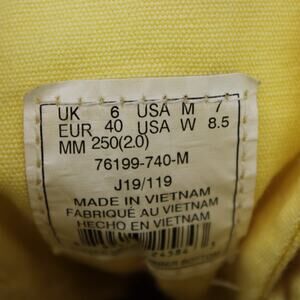 UK 6 USA M 7
EUR 40 USA W 8.5
MM 250(2.0)
76199-740-M
J19/119
MADE IN VIETNAM
FABRIQUÉ AU VIETNAM
HECHO EN VIETNAM